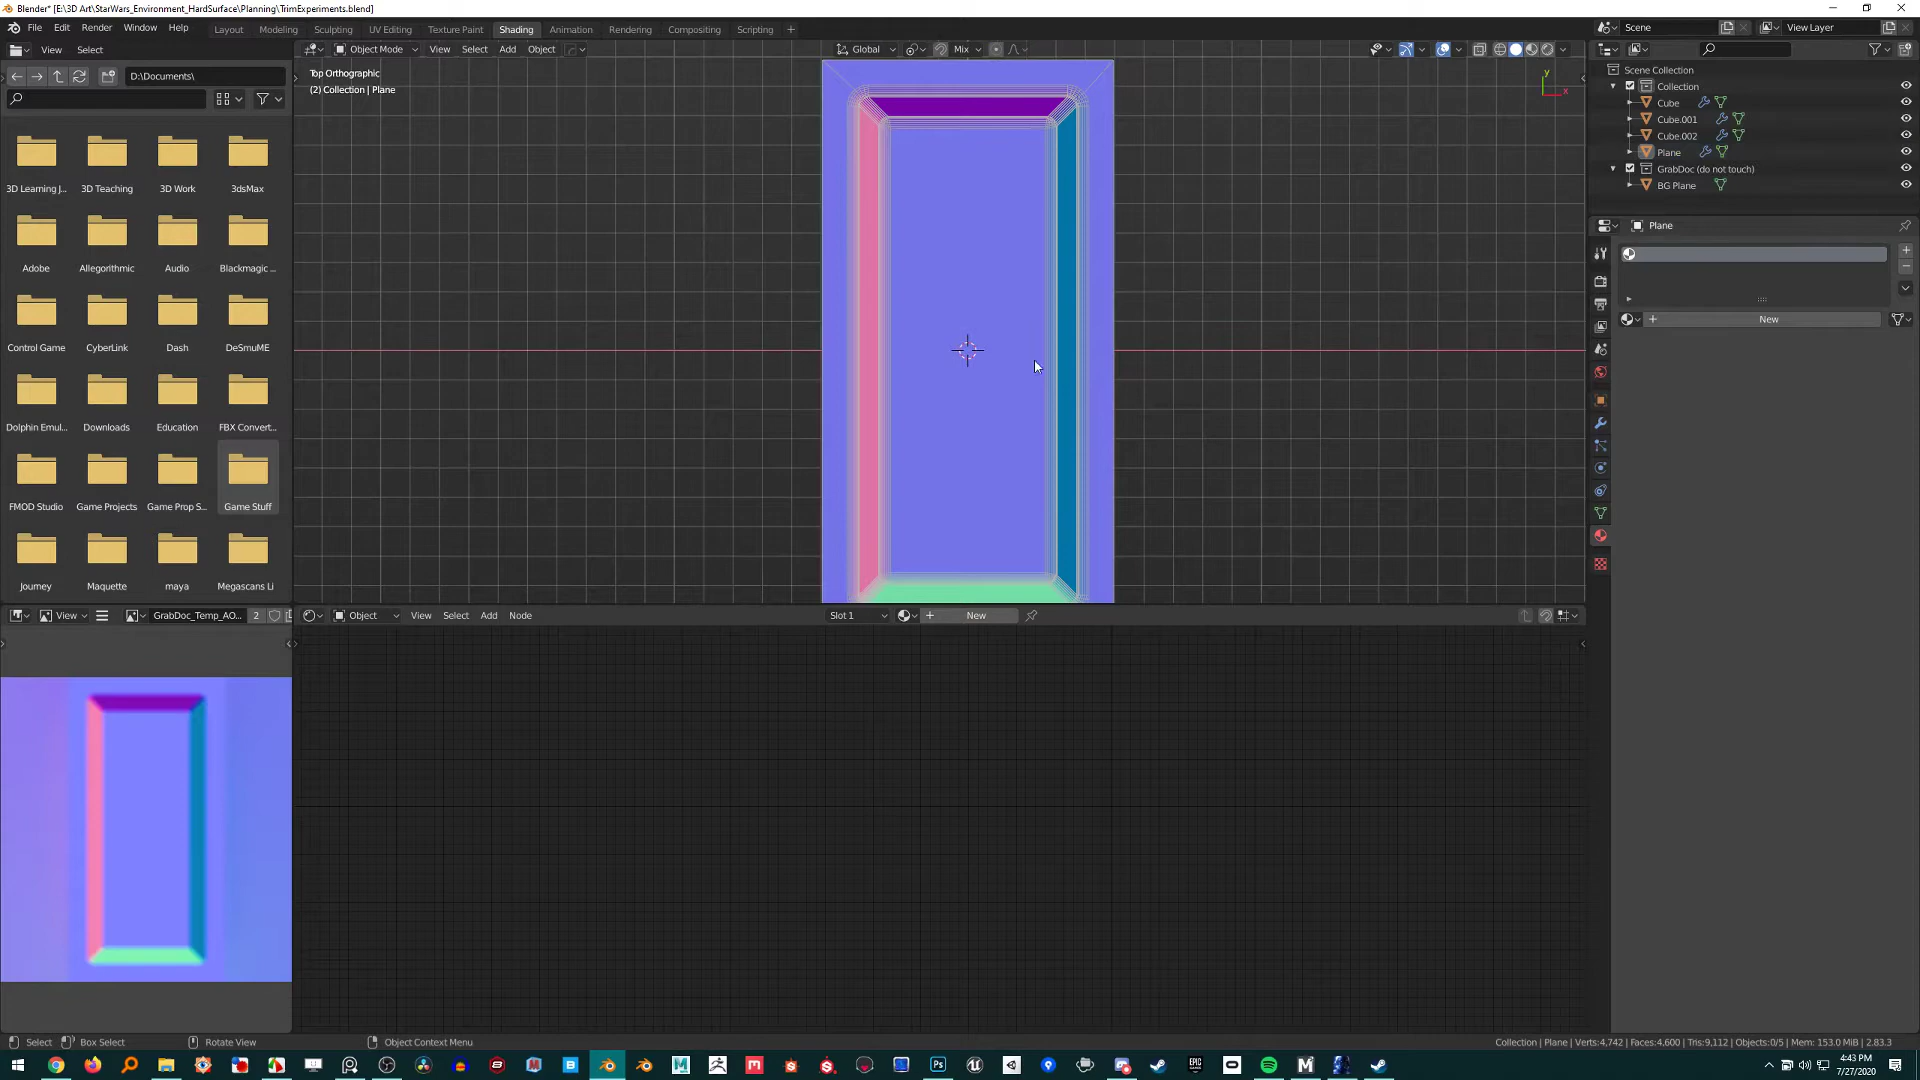 Blender* [E:\3D Art\StarWars_Environment_HardSurface\Planning\TrimExperiments.blend]
File Edit Render Window Help
Layout Modeling Sculpting UV Editing Texture Paint Shading Animation Rendering Compositing Scripting +
Scene
View Layer
View Select
Object Mode View Select Add Object
Global
Mix
D:\Documents\
Top Orthographic
(2) Collection | Plane
y
x
3D Learning J...
3D Teaching
3D Work
3dsMax
Adobe
Allegorithmic
Audio
Blackmagic ...
Control Game
CyberLink
Dash
DeSmuME
Dolphin Emul...
Downloads
Education
FBX Convert...
FMOD Studio
Game Projects
Game Prop S...
Game Stuff
Journey
Maquette
maya
Megascans Li
Scene Collection
Collection
Cube
Cube.001
Cube.002
Plane
GrabDoc (do not touch)
BG Plane
Plane
New
View
GrabDoc_Temp_AO...
2
Object View Select Add Node
Slot 1
New
Select
Box Select
Rotate View
Object Context Menu
Collection | Plane | Verts:4,742 | Faces:4,600 | Tris:9,112 | Objects:0/5 | Mem: 153.0 MiB | 2.83.3
4:43 PM
7/27/2020